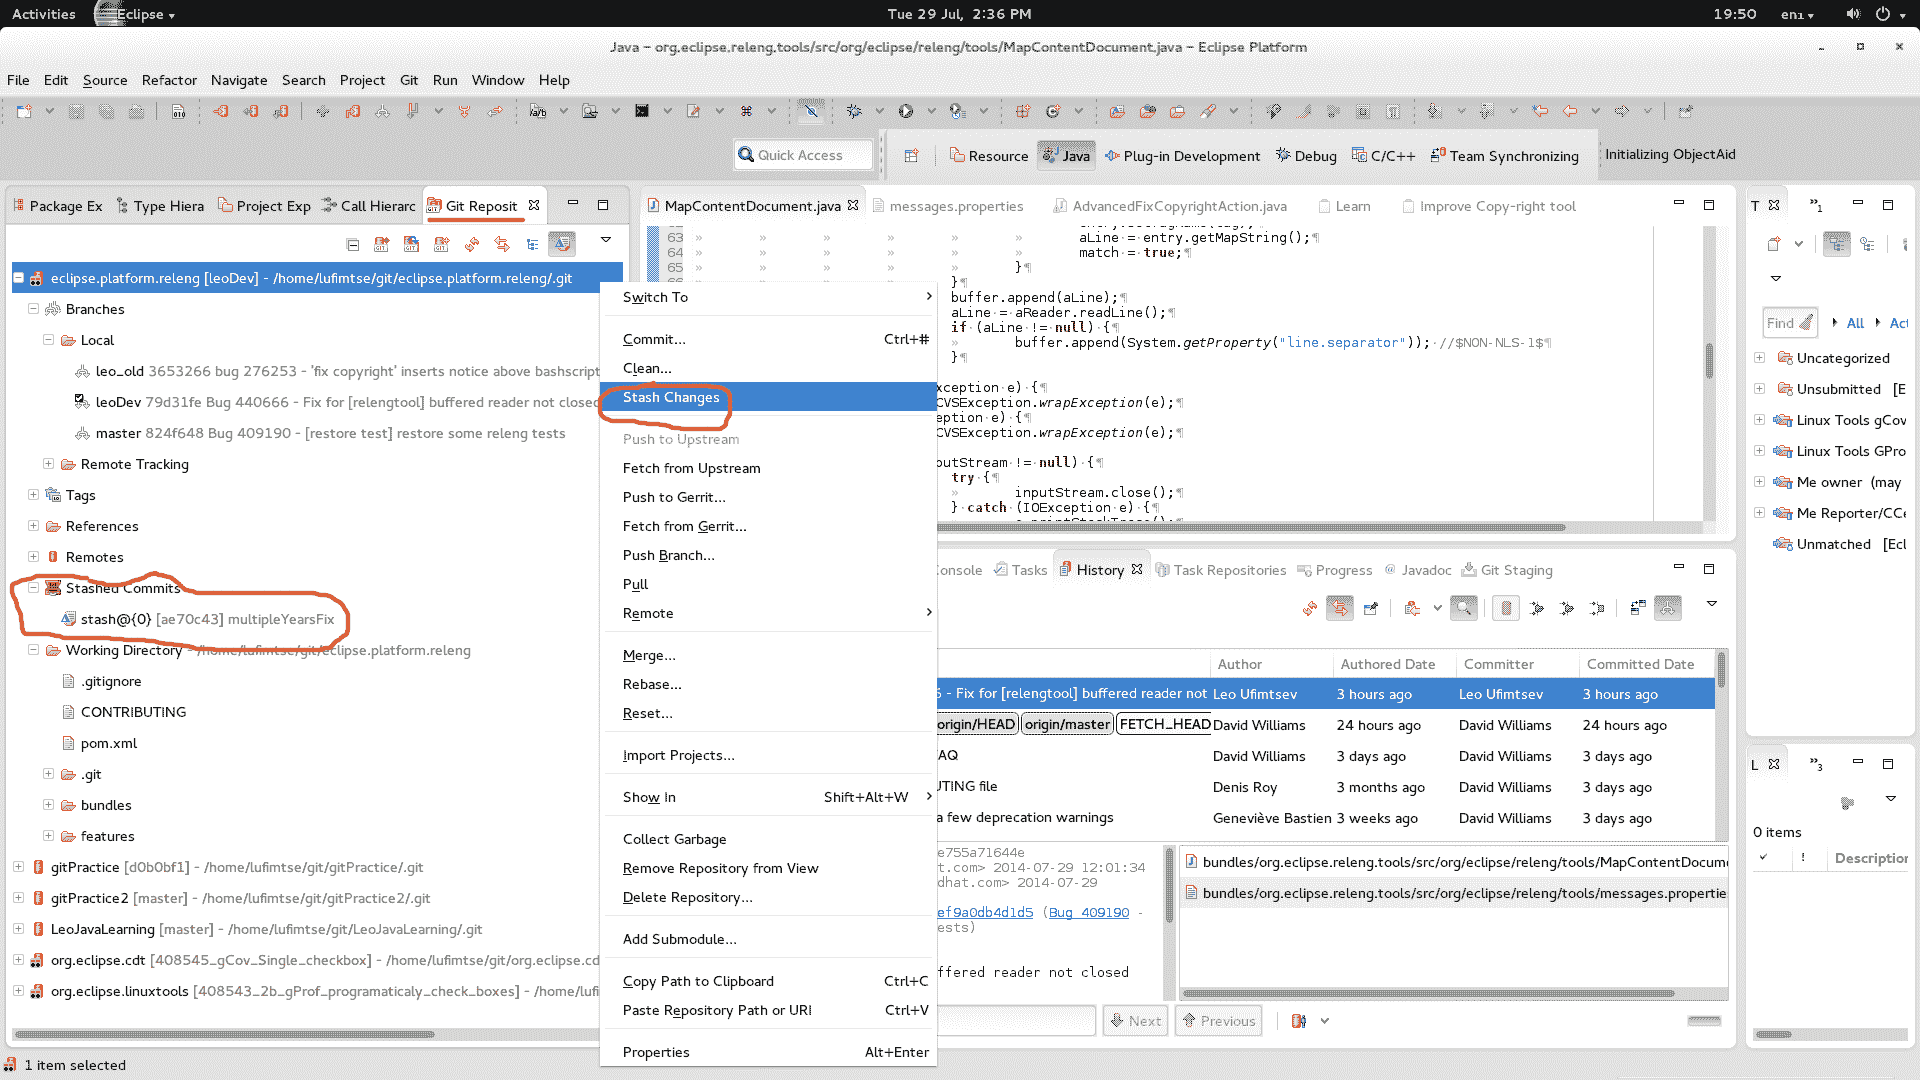 Activities Eclipse Tue 29 Jul, 2:36 PM 19:50 en₁
Java - org.eclipse.releng.tools/src/org/eclipse/releng/tools/MapContentDocument.java - Eclipse Platform
File Edit Source Refactor Navigate Search Project Git Run Window Help
Quick Access Resource Java Plug-in Development Debug C/C++ Team Synchronizing Initializing ObjectAid
Package Ex Type Hiera Project Exp Call Hierarc Git Reposit
eclipse.platform.releng [leoDev] - /home/lufimtse/git/eclipse.platform.releng/.git
Branches
Local
leo_old 3653266 bug 276253 - 'fix copyright' inserts notice above bashscript
leoDev 79d31fe Bug 440666 - Fix for [relengtool] buffered reader not closed
master 824f648 Bug 409190 - [restore test] restore some releng tests
Remote Tracking
Tags
References
Remotes
Stashed Commits
stash@{0} [ae70c43] multipleYearsFix
Working Directory - /home/lufimtse/git/eclipse.platform.releng
.gitignore
CONTRIBUTING
pom.xml
.git
bundles
features
gitPractice [d0b0bf1] - /home/lufimtse/git/gitPractice/.git
gitPractice2 [master] - /home/lufimtse/git/gitPractice2/.git
LeoJavaLearning [master] - /home/lufimtse/git/LeoJavaLearning/.git
org.eclipse.cdt [408545_gCov_Single_checkbox] - /home/lufimtse/git/org.eclipse.cd
org.eclipse.linuxtools [408543_2b_gProf_programaticaly_check_boxes] - /home/lufi
1 item selected
Switch To
Commit... Ctrl+#
Clean...
Stash Changes
Push to Upstream
Fetch from Upstream
Push to Gerrit...
Fetch from Gerrit...
Push Branch...
Pull
Remote
Merge...
Rebase...
Reset...
Import Projects...
Show In Shift+Alt+W
Collect Garbage
Remove Repository from View
Delete Repository...
Add Submodule...
Copy Path to Clipboard Ctrl+C
Paste Repository Path or URI Ctrl+V
Properties Alt+Enter
MapContentDocument.java messages.properties AdvancedFixCopyrightAction.java Learn Improve Copy-right tool
63 » » » » » » aLine = entry.getMapString();¶
64 » » » » » » match = true;¶
65 » » » » » }¶
}¶
buffer.append(aLine);¶
aLine = aReader.readLine();¶
if (aLine != null) {¶
» buffer.append(System.getProperty("line.separator")); //$NON-NLS-1$¶
}¶
xception e) {¶
CVSException.wrapException(e);¶
eption e) {¶
CVSException.wrapException(e);¶
putStream != null) {¶
try {¶
» inputStream.close();¶
} catch (IOException e) {¶
onsole Tasks History Task Repositories Progress Javadoc Git Staging
Author Authored Date Committer Committed Date
6 - Fix for [relengtool] buffered reader not Leo Ufimtsev 3 hours ago Leo Ufimtsev 3 hours ago
origin/HEAD origin/master FETCH_HEAD David Williams 24 hours ago David Williams 24 hours ago
AQ David Williams 3 days ago David Williams 3 days ago
UTING file Denis Roy 3 months ago David Williams 3 days ago
a few deprecation warnings Geneviève Bastien 3 weeks ago David Williams 3 days ago
e755a71644e
t.com> 2014-07-29 12:01:34
dhat.com> 2014-07-29
ef9a0db4d1d5 (Bug 409190 -
ests)
ffered reader not closed
bundles/org.eclipse.releng.tools/src/org/eclipse/releng/tools/MapContentDocum
bundles/org.eclipse.releng.tools/src/org/eclipse/releng/tools/messages.propertie
Next Previous
T »₁
Find All Act
Uncategorized
Unsubmitted [E
Linux Tools gCov
Linux Tools GPro
Me owner (may
Me Reporter/CCe
Unmatched [Ecl
L »₃
0 items
! Description